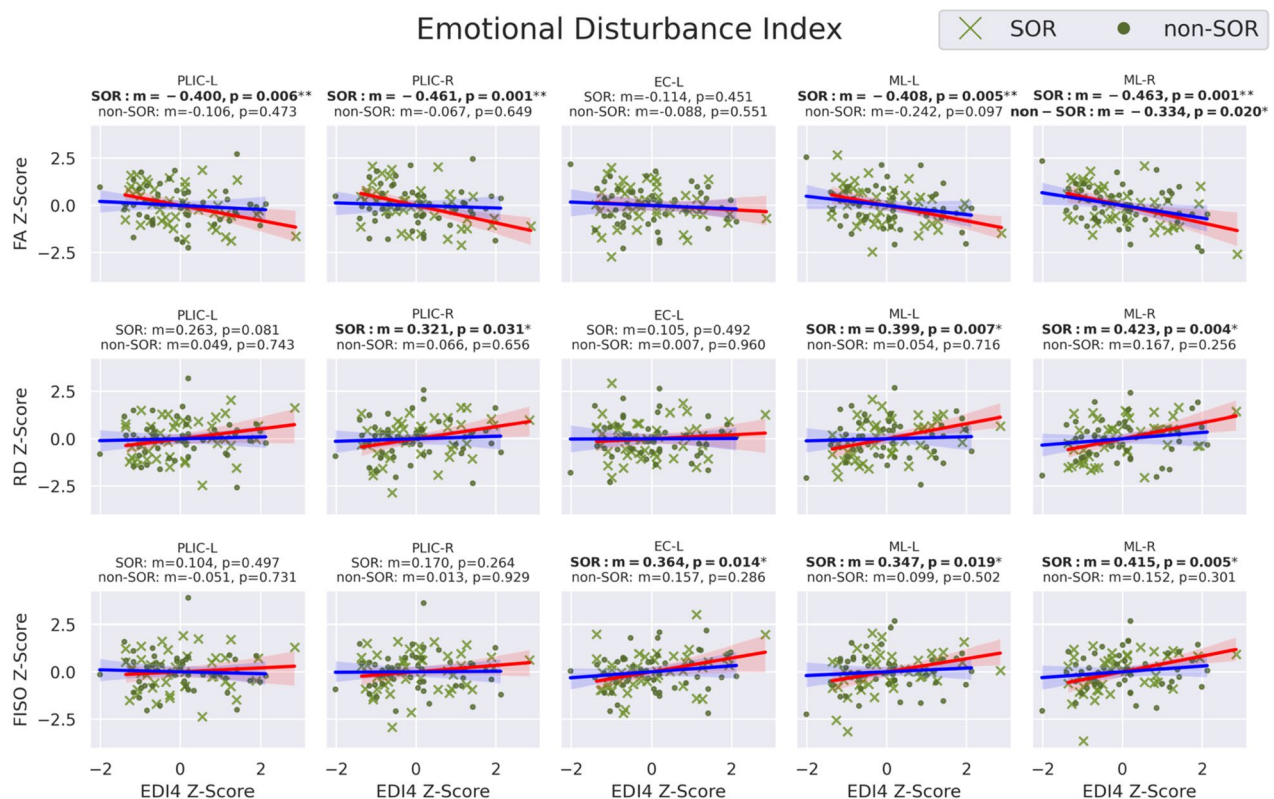 Emotional Disturbance Index
SOR non-SOR
PLIC-L
SOR : m = −0.400, p = 0.006**
non-SOR: m=-0.106, p=0.473
PLIC-R
SOR : m = −0.461, p = 0.001**
non-SOR: m=-0.067, p=0.649
EC-L
SOR: m=-0.114, p=0.451
non-SOR: m=-0.088, p=0.551
ML-L
SOR : m = −0.408, p = 0.005**
non-SOR: m=-0.242, p=0.097
ML-R
SOR : m = −0.463, p = 0.001**
non − SOR : m = −0.334, p = 0.020*
FA Z-Score
2.5
0.0
−2.5
PLIC-L
SOR: m=0.263, p=0.081
non-SOR: m=0.049, p=0.743
PLIC-R
SOR : m = 0.321, p = 0.031*
non-SOR: m=0.066, p=0.656
EC-L
SOR: m=0.105, p=0.492
non-SOR: m=0.007, p=0.960
ML-L
SOR : m = 0.399, p = 0.007*
non-SOR: m=0.054, p=0.716
ML-R
SOR : m = 0.423, p = 0.004*
non-SOR: m=0.167, p=0.256
RD Z-Score
2.5
0.0
−2.5
PLIC-L
SOR: m=0.104, p=0.497
non-SOR: m=-0.051, p=0.731
PLIC-R
SOR: m=0.170, p=0.264
non-SOR: m=0.013, p=0.929
EC-L
SOR : m = 0.364, p = 0.014*
non-SOR: m=0.157, p=0.286
ML-L
SOR : m = 0.347, p = 0.019*
non-SOR: m=0.099, p=0.502
ML-R
SOR : m = 0.415, p = 0.005*
non-SOR: m=0.152, p=0.301
FISO Z-Score
2.5
0.0
−2.5
−2 0 2 −2 0 2 −2 0 2 −2 0 2 −2 0 2
EDI4 Z-Score EDI4 Z-Score EDI4 Z-Score EDI4 Z-Score EDI4 Z-Score